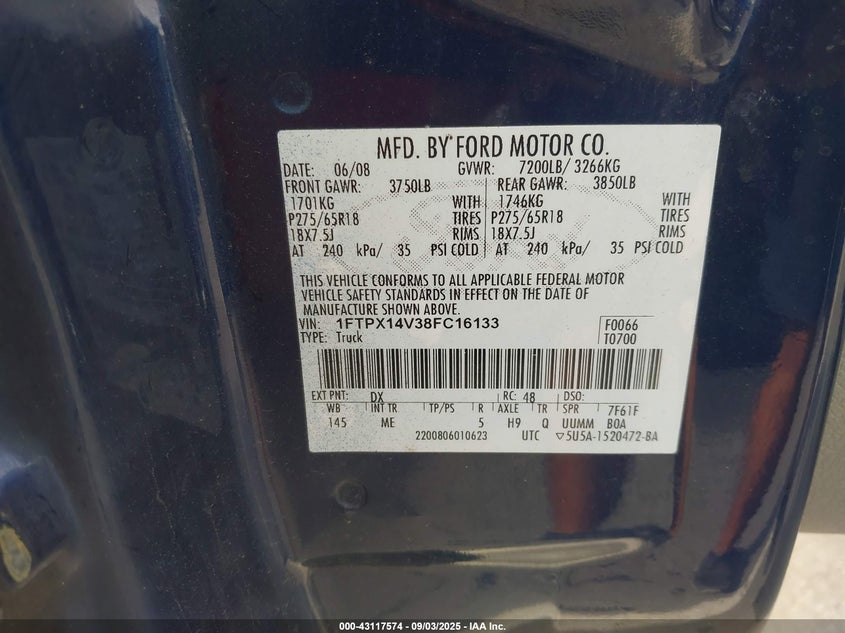 MFD. BY FORD MOTOR CO.
DATE: 06/08 GVWR: 7200LB/ 3266KG
FRONT GAWR: 3750LB REAR GAWR: 3850LB
1701KG WITH 1746KG WITH
P275/65R18 TIRES P275/65R18 TIRES
18X7.5J RIMS 18X7.5J RIMS
AT 240 kPa/ 35 PSI COLD AT 240 kPa/ 35 PSI COLD
THIS VEHICLE CONFORMS TO ALL APPLICABLE FEDERAL MOTOR
VEHICLE SAFETY STANDARDS IN EFFECT ON THE DATE OF
MANUFACTURE SHOWN ABOVE.
VIN: 1FTPX14V38FC16133 F0066
TYPE: Truck T0700
EXT PNT: DX RC: 48 DSO:
WB INT TR TP/PS R AXLE TR SPR 7F61F
145 ME 5 H9 Q UUMM B0A
2200806010623 UTC ▽5U5A-1520472-BA
000-43117574 - 09/03/2025 - IAA Inc.